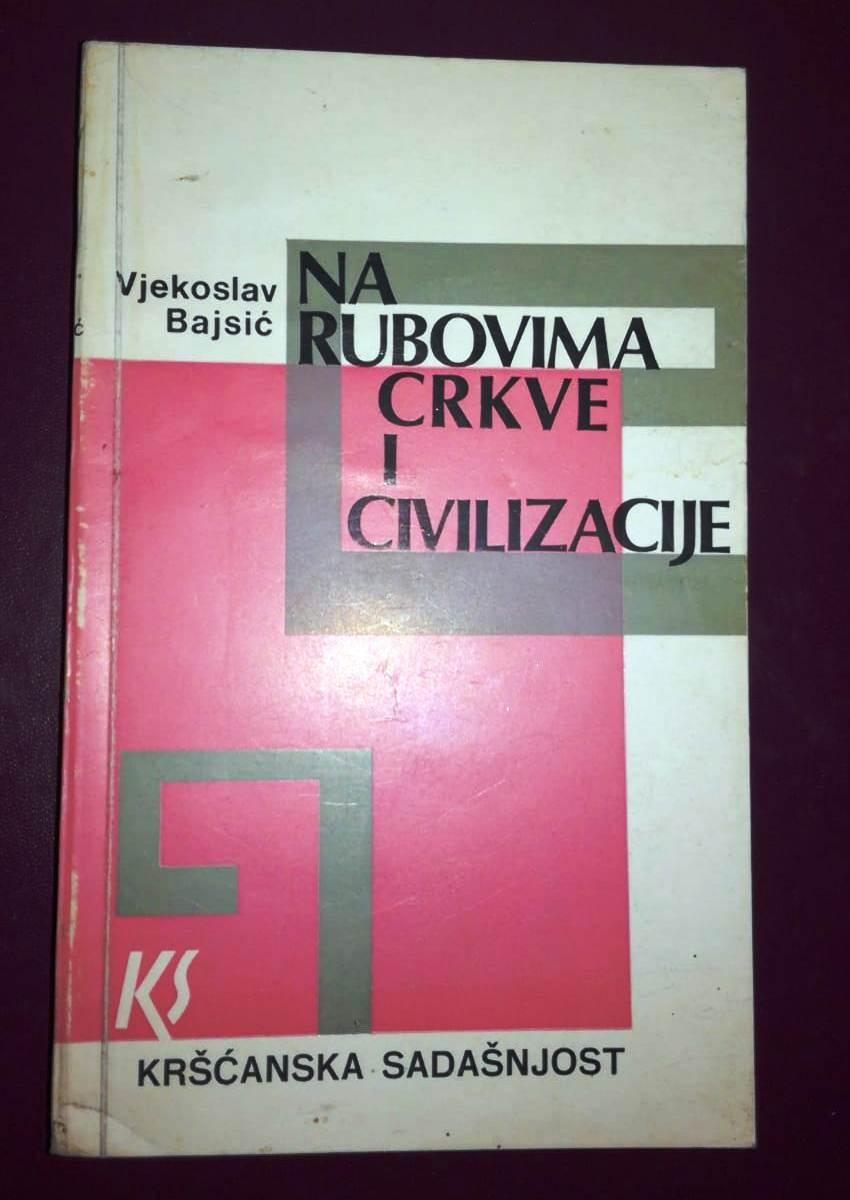 Vjekoslav
Bajsić
NA
RUBOVIMA
CRKVE
I
CIVILIZACIJE
ć
KS
KRŠĆANSKA SADAŠNJOST